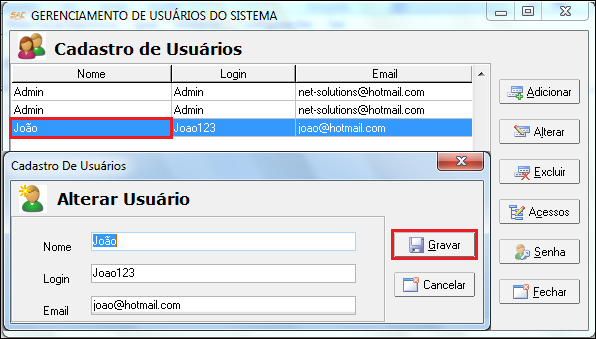 SAC GERENCIAMENTO DE USUÁRIOS DO SISTEMA
Cadastro de Usuários
Nome Login Email
Admin Admin net-solutions@hotmail.com
Admin Admin net-solutions@hotmail.com
João Joao123 joao@hotmail.com
Adicionar
Alterar
Excluir
Acessos
Senha
Fechar
Cadastro De Usuários
Alterar Usuário
Nome João
Login Joao123
Email joao@hotmail.com
Gravar
Cancelar